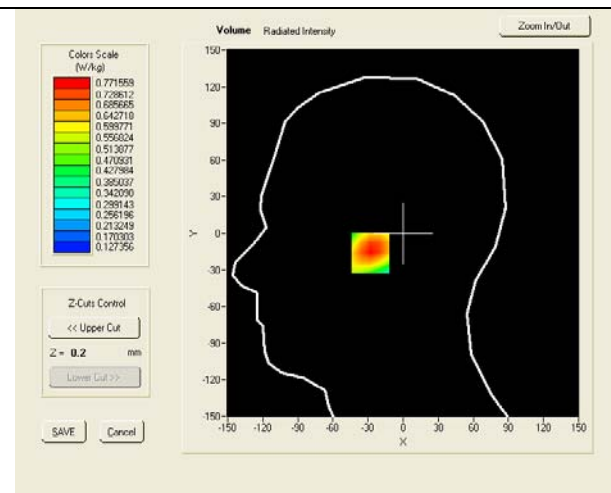 Volume Radiated Intensity
Zoom In/Out
Colors Scale
(W/kg)
0.771559
0.728612
0.685665
0.642718
0.599771
0.556824
0.513877
0.470931
0.427984
0.385037
0.342090
0.299143
0.256196
0.213249
0.170303
0.127356
Z-Cuts Control
<< Upper Cut
Z = 0.2 mm
Lower Cut >>
SAVE Cancel
150
120
90
60
30
0
-30
-60
-90
-120
-150
Y
-150 -120 -90 -60 -30 0 30 60 90 120 150
X